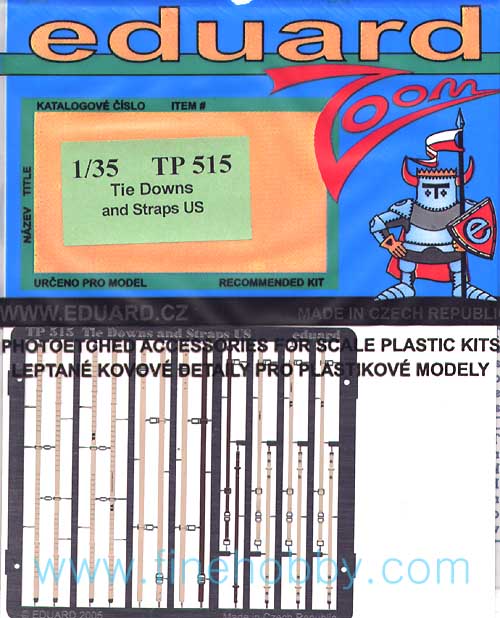 eduard
Zoom
KATALOGOVÉ ČÍSLO ITEM #
NÁZEV TITLE
1/35 TP 515
Tie Downs
and Straps US
e
URČENO PRO MODEL RECOMMENDED KIT
WWW.EDUARD.CZ MADE IN CZECH REPUBLIC
TP 515 Tie Downs and Straps US eduard
PHOTOETGHED ACCESSORIES FOR SCALE PLASTIC KITS
LEPTANÉ KOVOVÉ DETAILY PRO PLASTIKOVÉ MODELY
www.finehobby.com
© EDUARD 2005 Made in Czech Republic